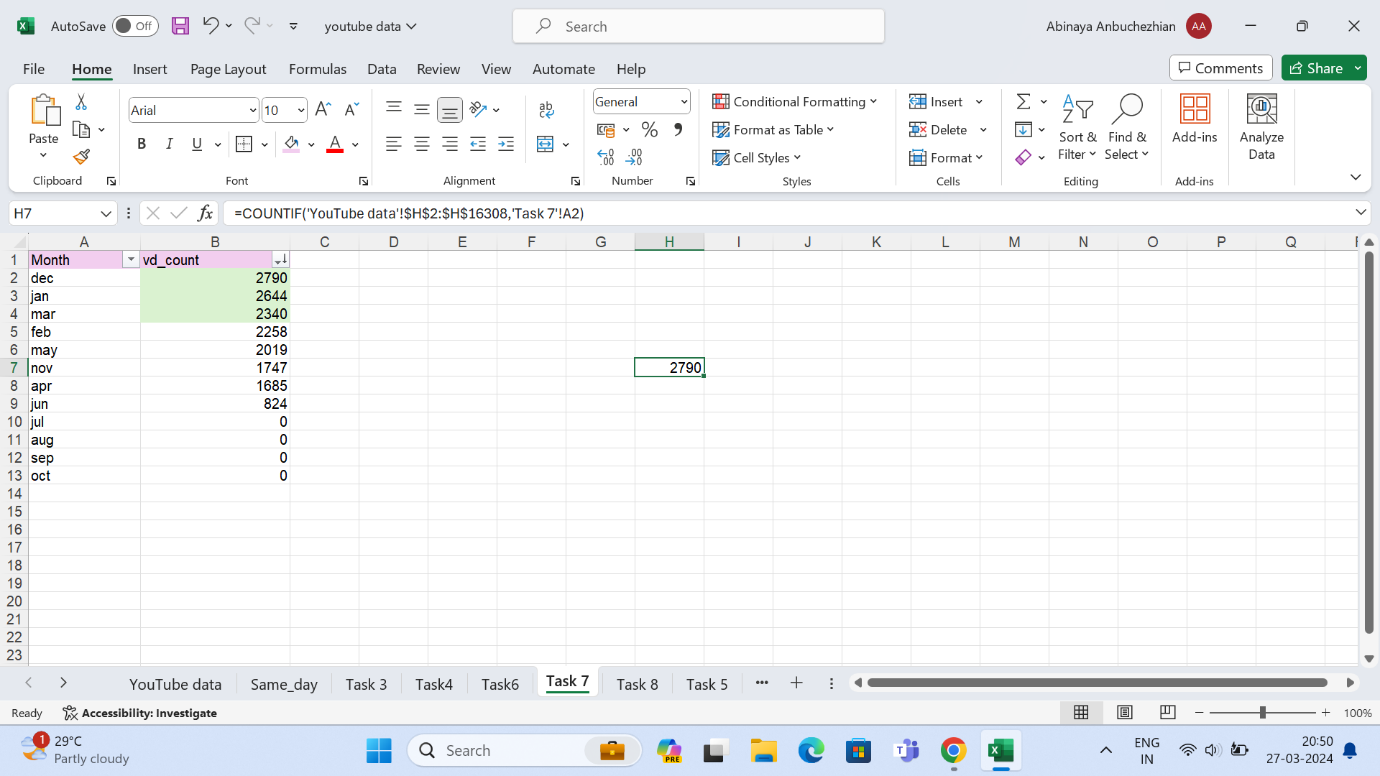 AutoSave Off youtube data Search Abinaya Anbuchezhian AA
File Home Insert Page Layout Formulas Data Review View Automate Help Comments Share
Paste
Clipboard
Arial 10
B I U A
Font
ab
Alignment
General
% 9
.00
Number
Conditional Formatting
Format as Table
Cell Styles
Styles
Insert
Delete
Format
Cells
Sort & Filter
Find & Select
Editing
Add-ins
Add-ins
Analyze Data
H7 fx =COUNTIF('YouTube data'!$H$2:$H$16308,'Task 7'!A2)
A B C D E F G H I J K L M N O P Q
1 Month vd_count
2 dec 2790
3 jan 2644
4 mar 2340
5 feb 2258
6 may 2019
7 nov 1747 2790
8 apr 1685
9 jun 824
10 jul 0
11 aug 0
12 sep 0
13 oct 0
14
15
16
17
18
19
20
21
22
23
YouTube data Same_day Task 3 Task4 Task6 Task 7 Task 8 Task 5
Ready Accessibility: Investigate 100%
1 29°C
Partly cloudy
Search
PRE
ENG
IN
20:50
27-03-2024